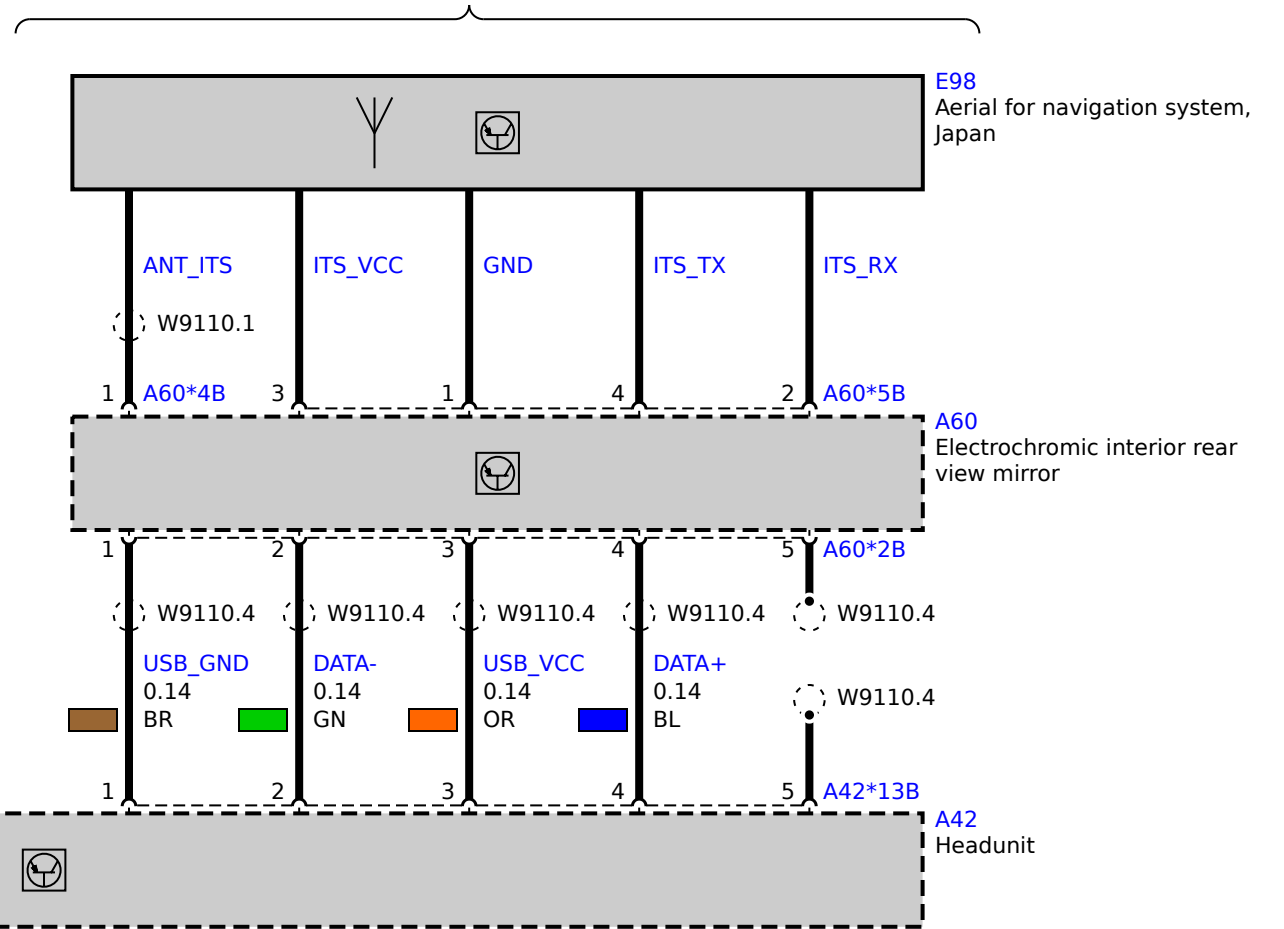 E98
Aerial for navigation system,
Japan
ANT_ITS ITS_VCC GND ITS_TX ITS_RX
W9110.1
1 A60*4B 3 1 4 2 A60*5B
A60
Electrochromic interior rear
view mirror
1 2 3 4 5 A60*2B
W9110.4 W9110.4 W9110.4 W9110.4 W9110.4
USB_GND DATA- USB_VCC DATA+
0.14 0.14 0.14 0.14
W9110.4
BR GN OR BL
1 2 3 4 5 A42*13B
A42
Headunit